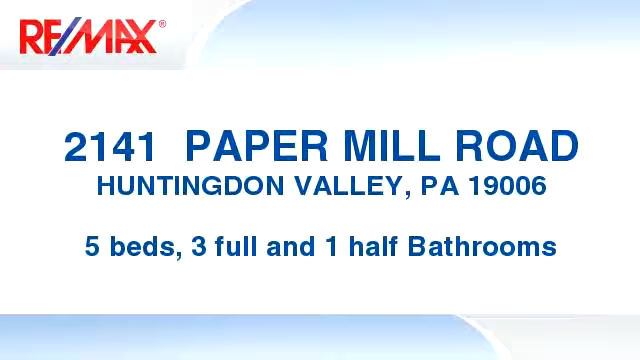 RE/MAX®
2141 PAPER MILL ROAD
HUNTINGDON VALLEY, PA 19006
5 beds, 3 full and 1 half Bathrooms